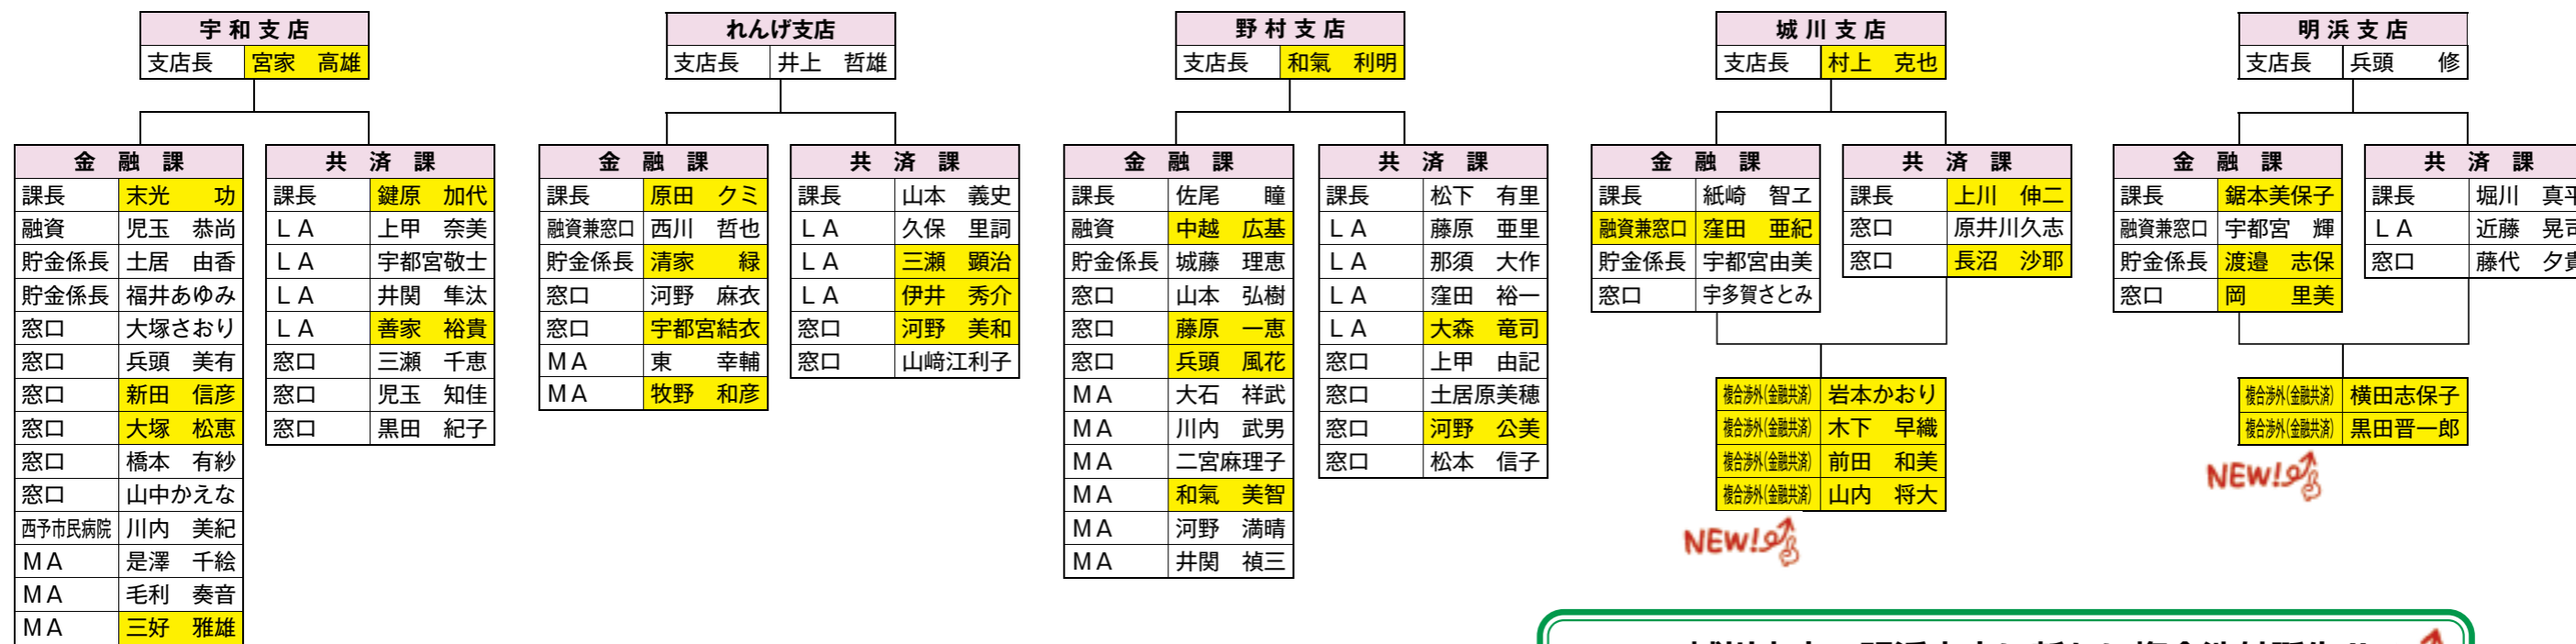 宇和支店
支店長 宮家 高雄
金融課
課長 末光 功
融資 児玉 恭尚
貯金係長 土居 由香
貯金係長 福井あゆみ
窓口 大塚さおり
窓口 兵頭 美有
窓口 新田 信彦
窓口 大塚 松恵
窓口 橋本 有紗
窓口 山中かえな
西予市民病院 川内 美紀
MA 是澤 千絵
MA 毛利 奏音
MA 三好 雅雄
共済課
課長 鍵原 加代
LA 上甲 奈美
LA 宇都宮敬士
LA 井関 隼汰
LA 善家 裕貴
窓口 三瀬 千恵
窓口 児玉 知佳
窓口 黒田 紀子
れんげ支店
支店長 井上 哲雄
金融課
課長 原田 クミ
融資兼窓口 西川 哲也
貯金係長 清家 緑
窓口 河野 麻衣
窓口 宇都宮結衣
MA 東 幸輔
MA 牧野 和彦
共済課
課長 山本 義史
LA 久保 里詞
LA 三瀬 顕治
LA 伊井 秀介
窓口 河野 美和
窓口 山﨑江利子
野村支店
支店長 和氣 利明
金融課
課長 佐尾 瞳
融資 中越 広基
貯金係長 城藤 理恵
窓口 山本 弘樹
窓口 藤原 一恵
窓口 兵頭 風花
MA 大石 祥武
MA 川内 武男
MA 二宮麻理子
MA 和氣 美智
MA 河野 満晴
MA 井関 禎三
共済課
課長 松下 有里
LA 藤原 亜里
LA 那須 大作
LA 窪田 裕一
LA 大森 竜司
窓口 上甲 由記
窓口 土居原美穂
窓口 河野 公美
窓口 松本 信子
城川支店
支店長 村上 克也
金融課
課長 紙崎 智ヱ
融資兼窓口 窪田 亜紀
貯金係長 宇都宮由美
窓口 宇多賀さとみ
共済課
課長 上川 伸二
窓口 原井川久志
窓口 長沼 沙耶
複合渉外(金融共済) 岩本かおり
複合渉外(金融共済) 木下 早織
複合渉外(金融共済) 前田 和美
複合渉外(金融共済) 山内 将大
NEW!
明浜支店
支店長 兵頭 修
金融課
課長 鋸本美保子
融資兼窓口 宇都宮 輝
貯金係長 渡邉 志保
窓口 岡 里美
共済課
課長 堀川 真平
LA 近藤 晃司
窓口 藤代 夕貴
複合渉外(金融共済) 横田志保子
複合渉外(金融共済) 黒田晋一郎
NEW!